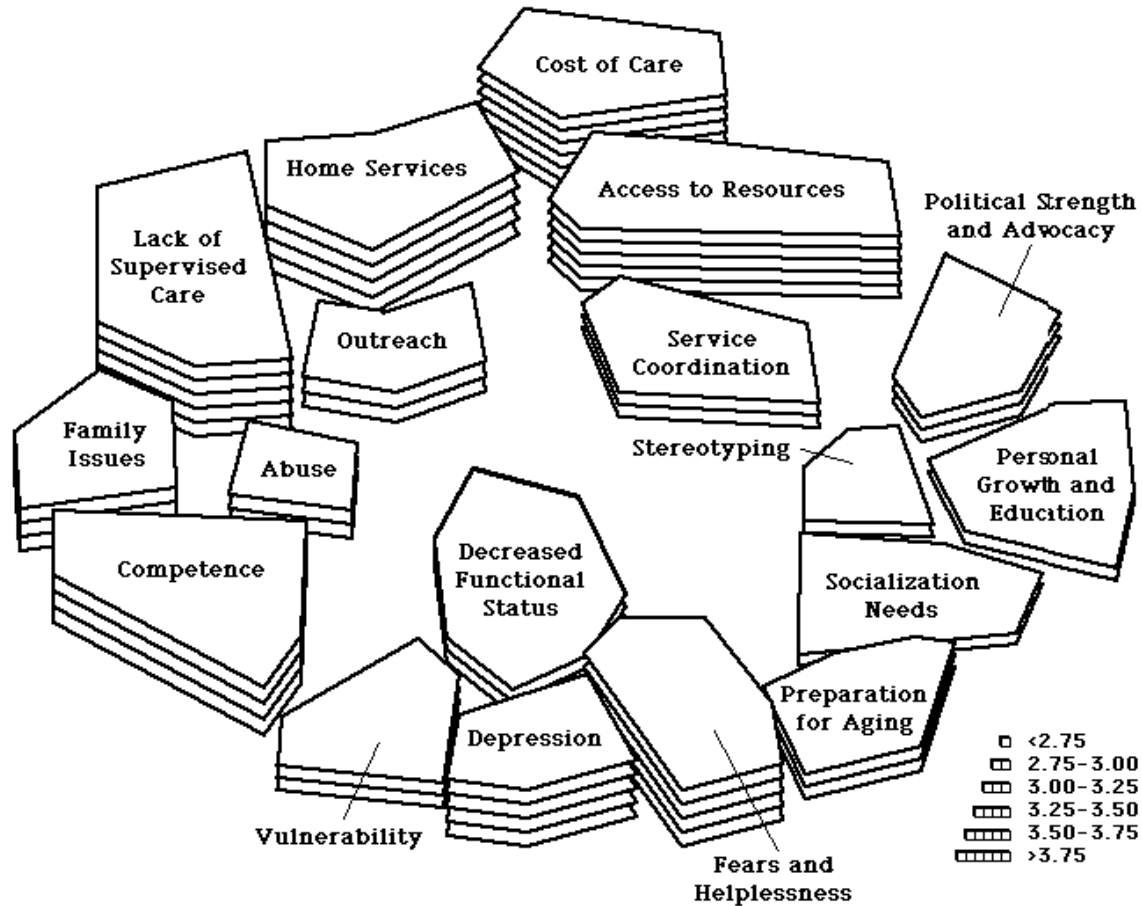 Cost of Care
Home Services
Access to Resources
Political Strength
and Advocacy
Lack of
Supervised
Care
Outreach
Service
Coordination
Family
Issues
Abuse
Stereotyping
Personal
Growth and
Education
Competence
Decreased
Functional
Status
Socialization
Needs
Preparation
for Aging
Depression
Vulnerability
Fears and
Helplessness
<2.75
2.75-3.00
3.00-3.25
3.25-3.50
3.50-3.75
>3.75